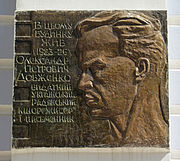 В ЦЬОМУ
БУДИНКУ
ЖИВ
1923-26
ОЛЕКСАНДР
ПЕТРОВИЧ
ДОВЖЕНКО
ВИДАТНИЙ
УКРАЇНСЬКИЙ
РАДЯНСЬКИЙ
КІНОРЕЖИСЕР
І ПИСЬМЕННИК